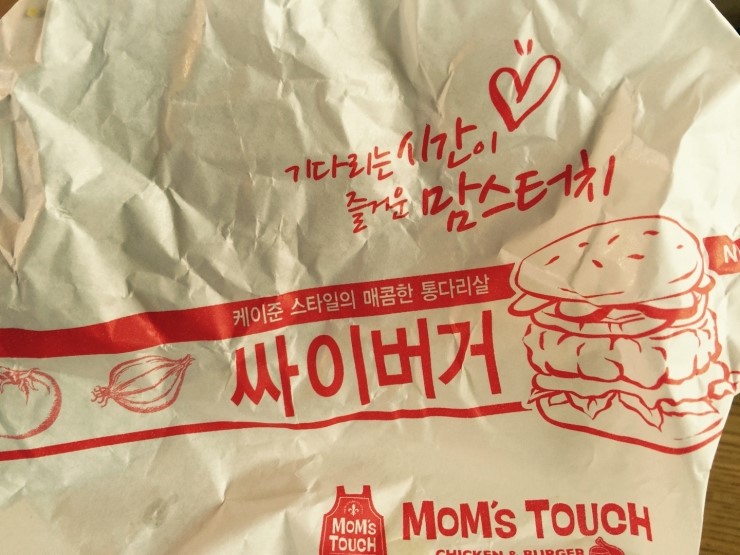 기다리는 시간이
즐거운 맘스터치
케이준 스타일의 매콤한 통다리살
싸이버거
MOM'S
TOUCH
MOM'S TOUCH
CHICKEN & BURGER